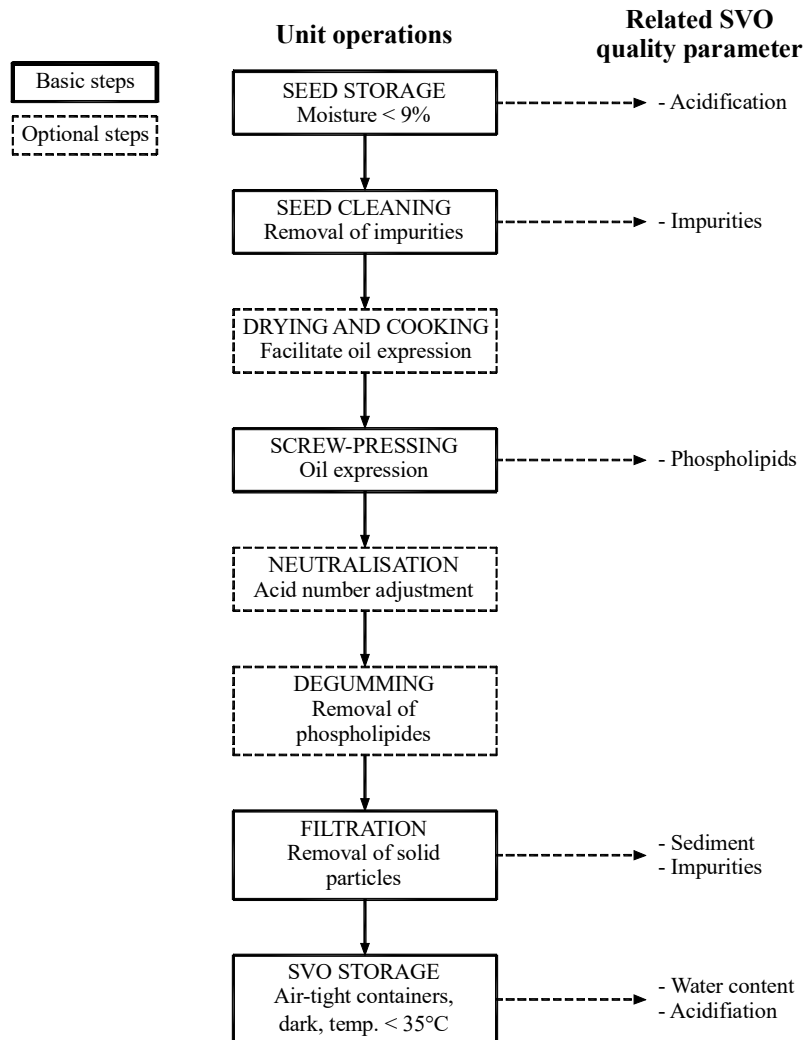 Unit operations
Related SVO
quality parameter
Basic steps
Optional steps
SEED STORAGE
Moisture < 9%
- Acidification
SEED CLEANING
Removal of impurities
- Impurities
DRYING AND COOKING
Facilitate oil expression
SCREW-PRESSING
Oil expression
- Phospholipids
NEUTRALISATION
Acid number adjustment
DEGUMMING
Removal of
phospholipides
FILTRATION
Removal of solid
particles
- Sediment
- Impurities
SVO STORAGE
Air-tight containers,
dark, temp. < 35°C
- Water content
- Acidifiation